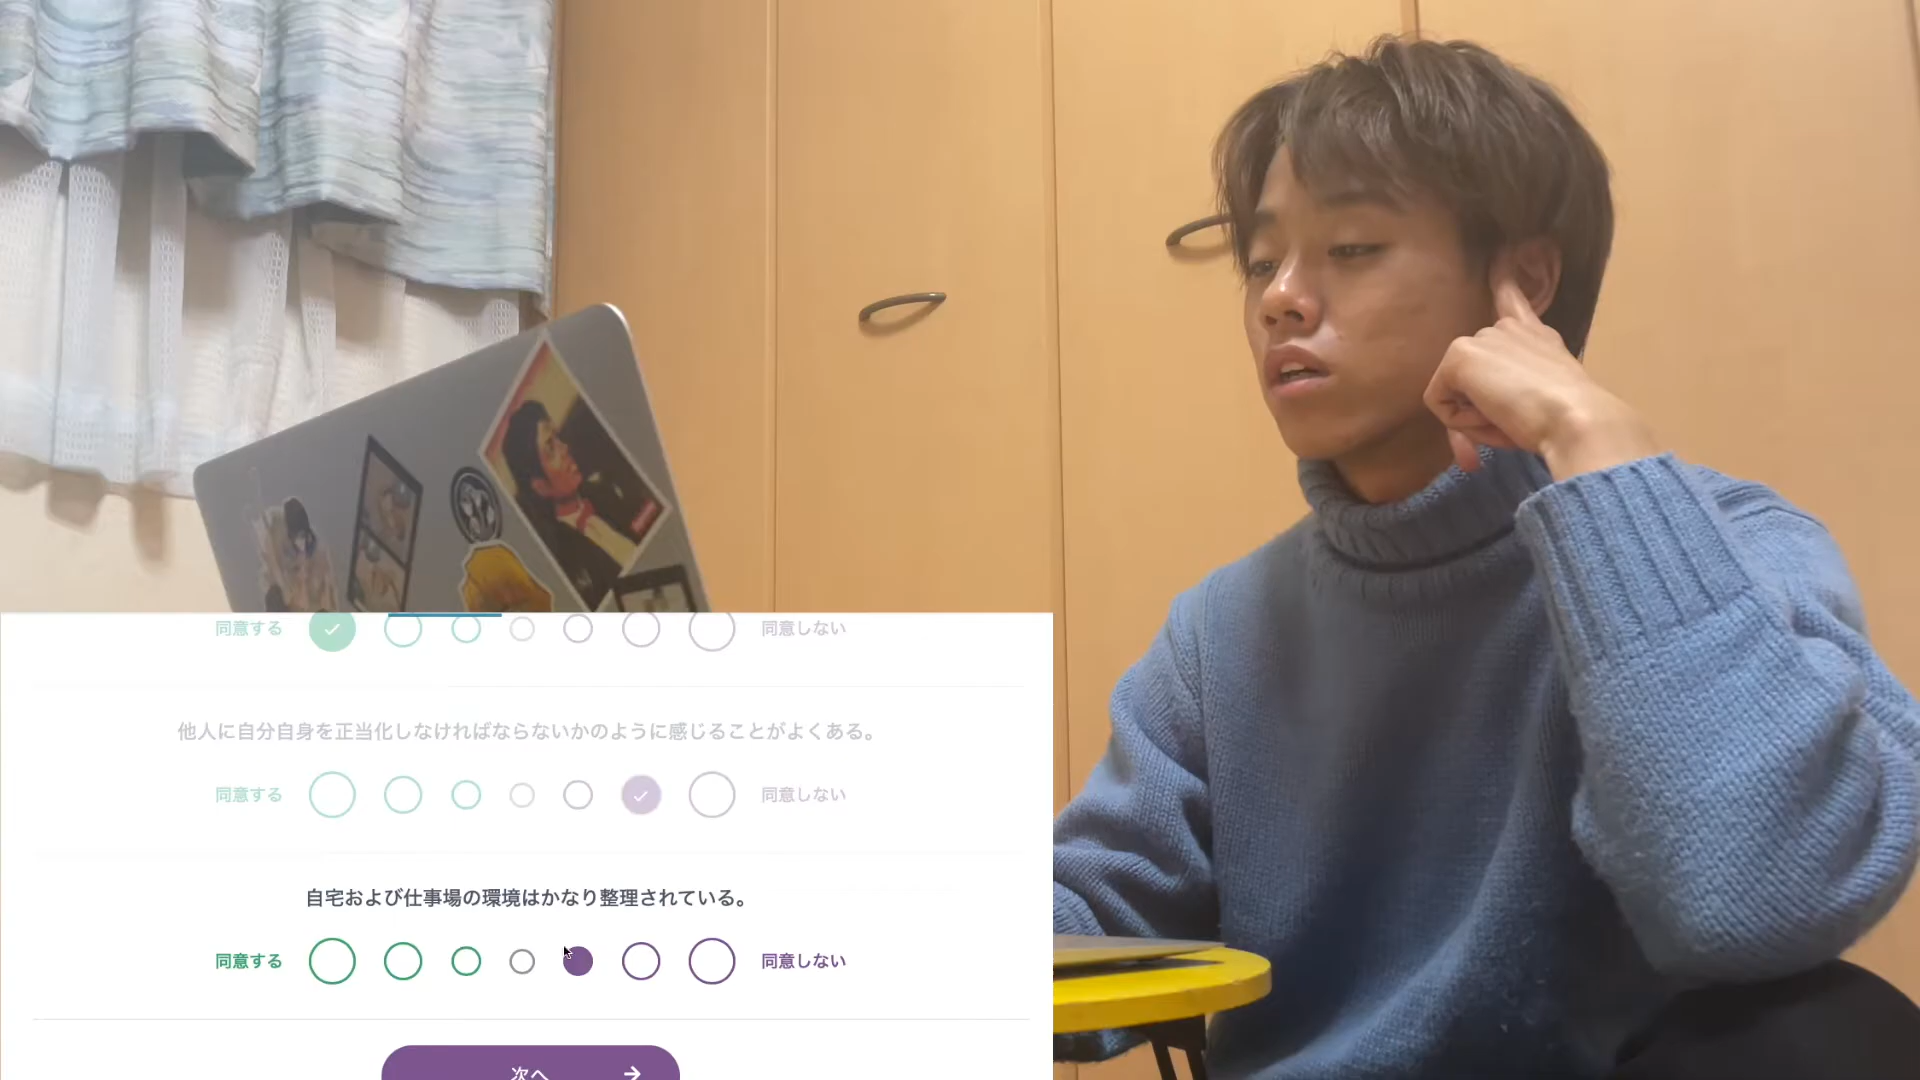 同意する 同意しない
他人に自分自身を正当化しなければならないかのように感じることがよくある。
同意する 同意しない
自宅および仕事場の環境はかなり整理されている。
同意する 同意しない
次へ →